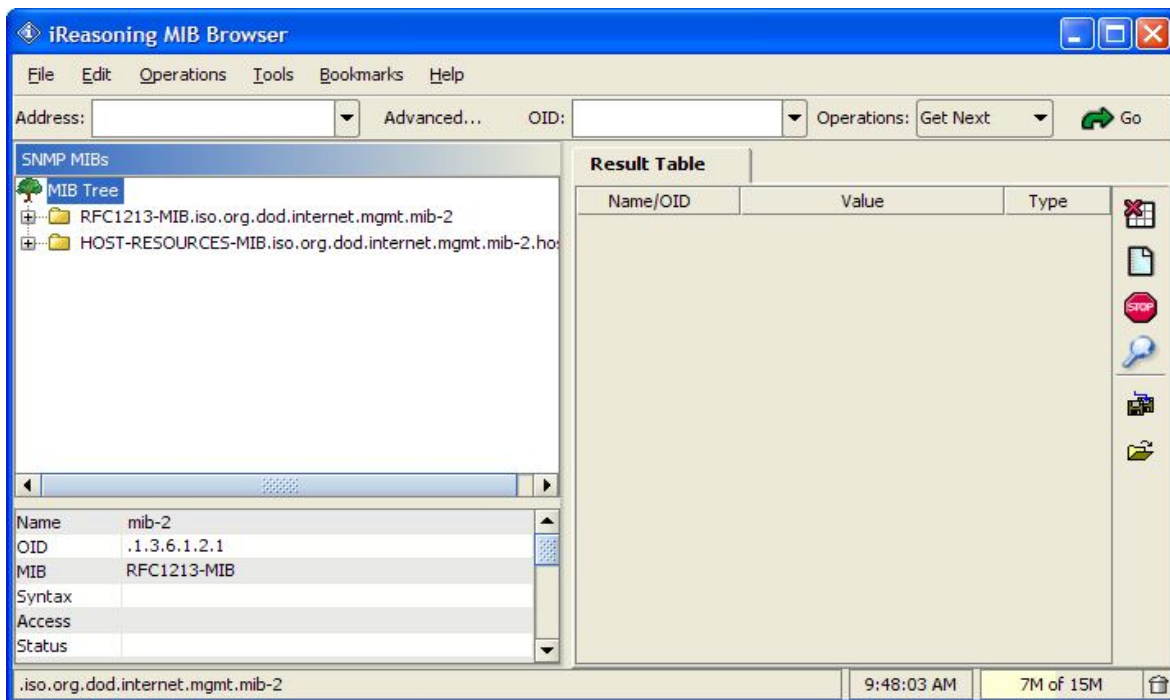 iReasoning MIB Browser
File Edit Operations Tools Bookmarks Help
Address: Advanced... OID: Operations: Get Next Go
SNMP MIBs
MIB Tree
RFC1213-MIB.iso.org.dod.internet.mgmt.mib-2
HOST-RESOURCES-MIB.iso.org.dod.internet.mgmt.mib-2.ho
Result Table
Name/OID Value Type
STOP
Name mib-2
OID .1.3.6.1.2.1
MIB RFC1213-MIB
Syntax
Access
Status
.iso.org.dod.internet.mgmt.mib-2 9:48:03 AM 7M of 15M